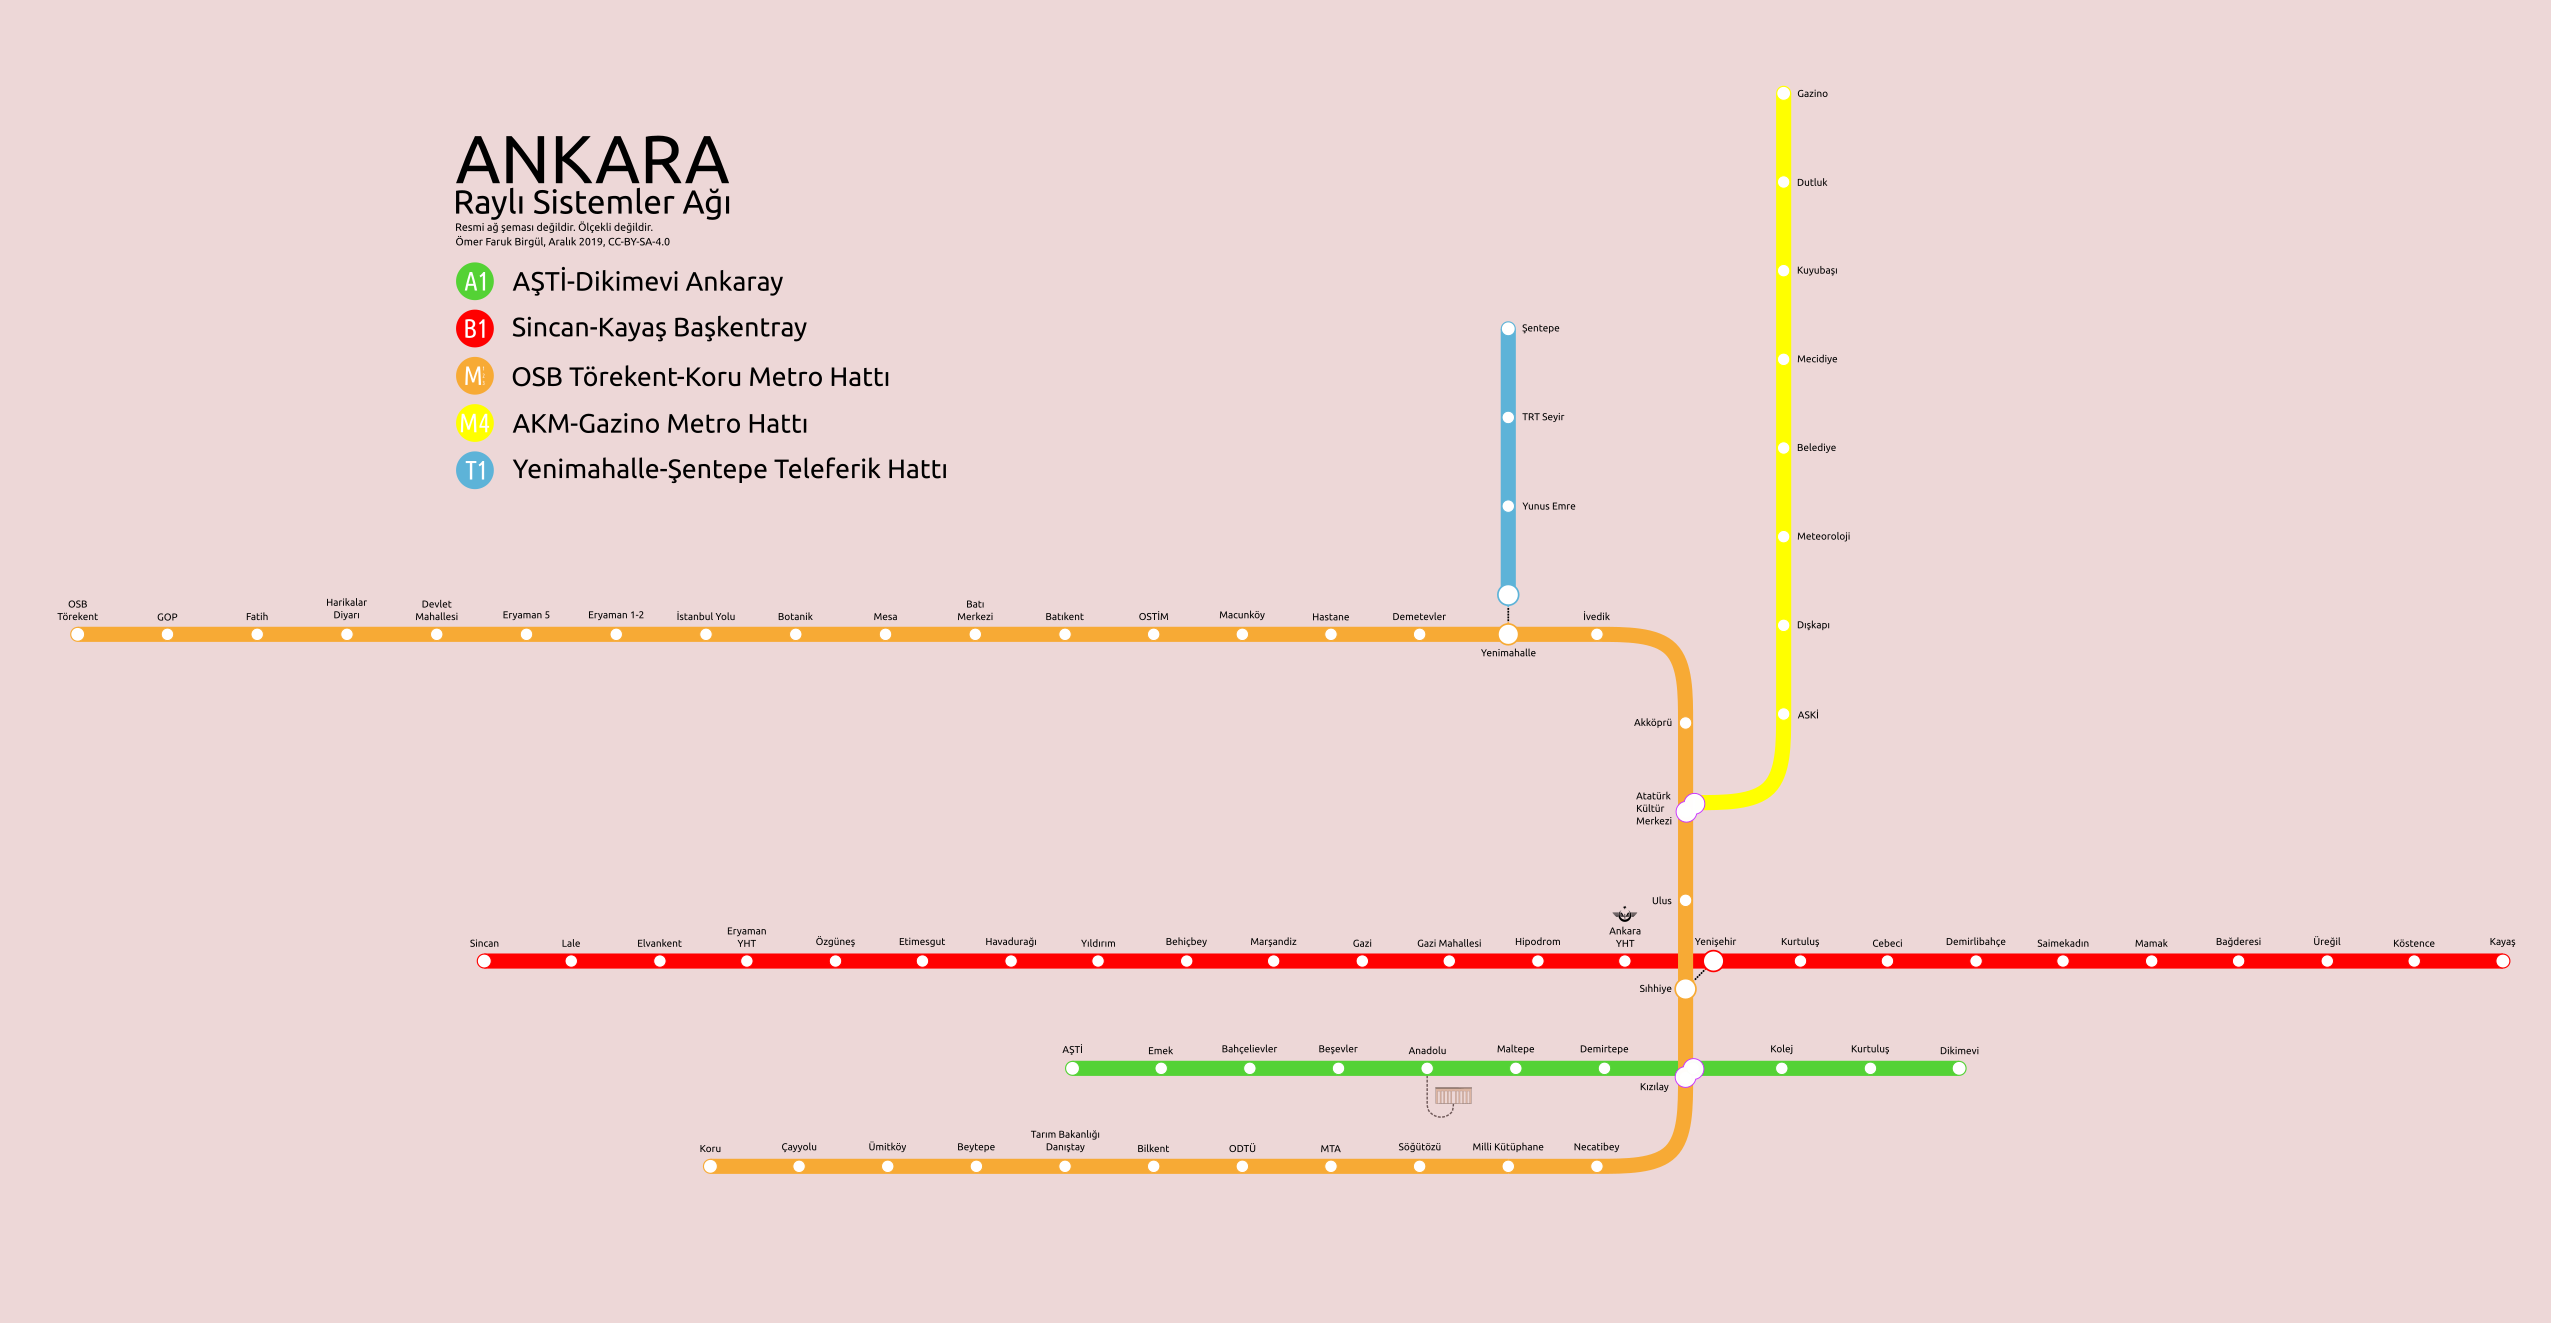 ANKARA
Raylı Sistemler Ağı
Resmi ağ şeması değildir. Ölçekli değildir.
Ömer Faruk Birgül, Aralık 2019, CC-BY-SA-4.0
A1 AŞTİ-Dikimevi Ankaray
B1 Sincan-Kayaş Başkentray
M OSB Törekent-Koru Metro Hattı
M4 AKM-Gazino Metro Hattı
T1 Yenimahalle-Şentepe Teleferik Hattı
Gazino
Dutluk
Kuyubaşı
Mecidiye
Belediye
Meteoroloji
Dışkapı
ASKİ
Şentepe
TRT Seyir
Yunus Emre
OSB
Törekent
GOP
Fatih
Harikalar
Diyarı
Devlet
Mahallesi
Eryaman 5
Eryaman 1-2
İstanbul Yolu
Botanik
Mesa
Batı
Merkezi
Batıkent
OSTİM
Macunköy
Hastane
Demetevler
Yenimahalle
İvedik
Akköprü
Atatürk
Kültür
Merkezi
Ulus
Sincan
Lale
Elvankent
Eryaman
YHT
Özgüneş
Etimesgut
Havadurağı
Yıldırım
Behiçbey
Marşandiz
Gazi
Gazi Mahallesi
Hipodrom
Ankara
YHT
Yenişehir
Kurtuluş
Cebeci
Demirlibahçe
Saimekadın
Mamak
Bağderesi
Üreğil
Köstence
Kayaş
Sıhhiye
AŞTİ
Emek
Bahçelievler
Beşevler
Anadolu
Maltepe
Demirtepe
Kızılay
Kolej
Kurtuluş
Dikimevi
Koru
Çayyolu
Ümitköy
Beytepe
Tarım Bakanlığı
Danıştay
Bilkent
ODTÜ
MTA
Söğütözü
Milli Kütüphane
Necatibey